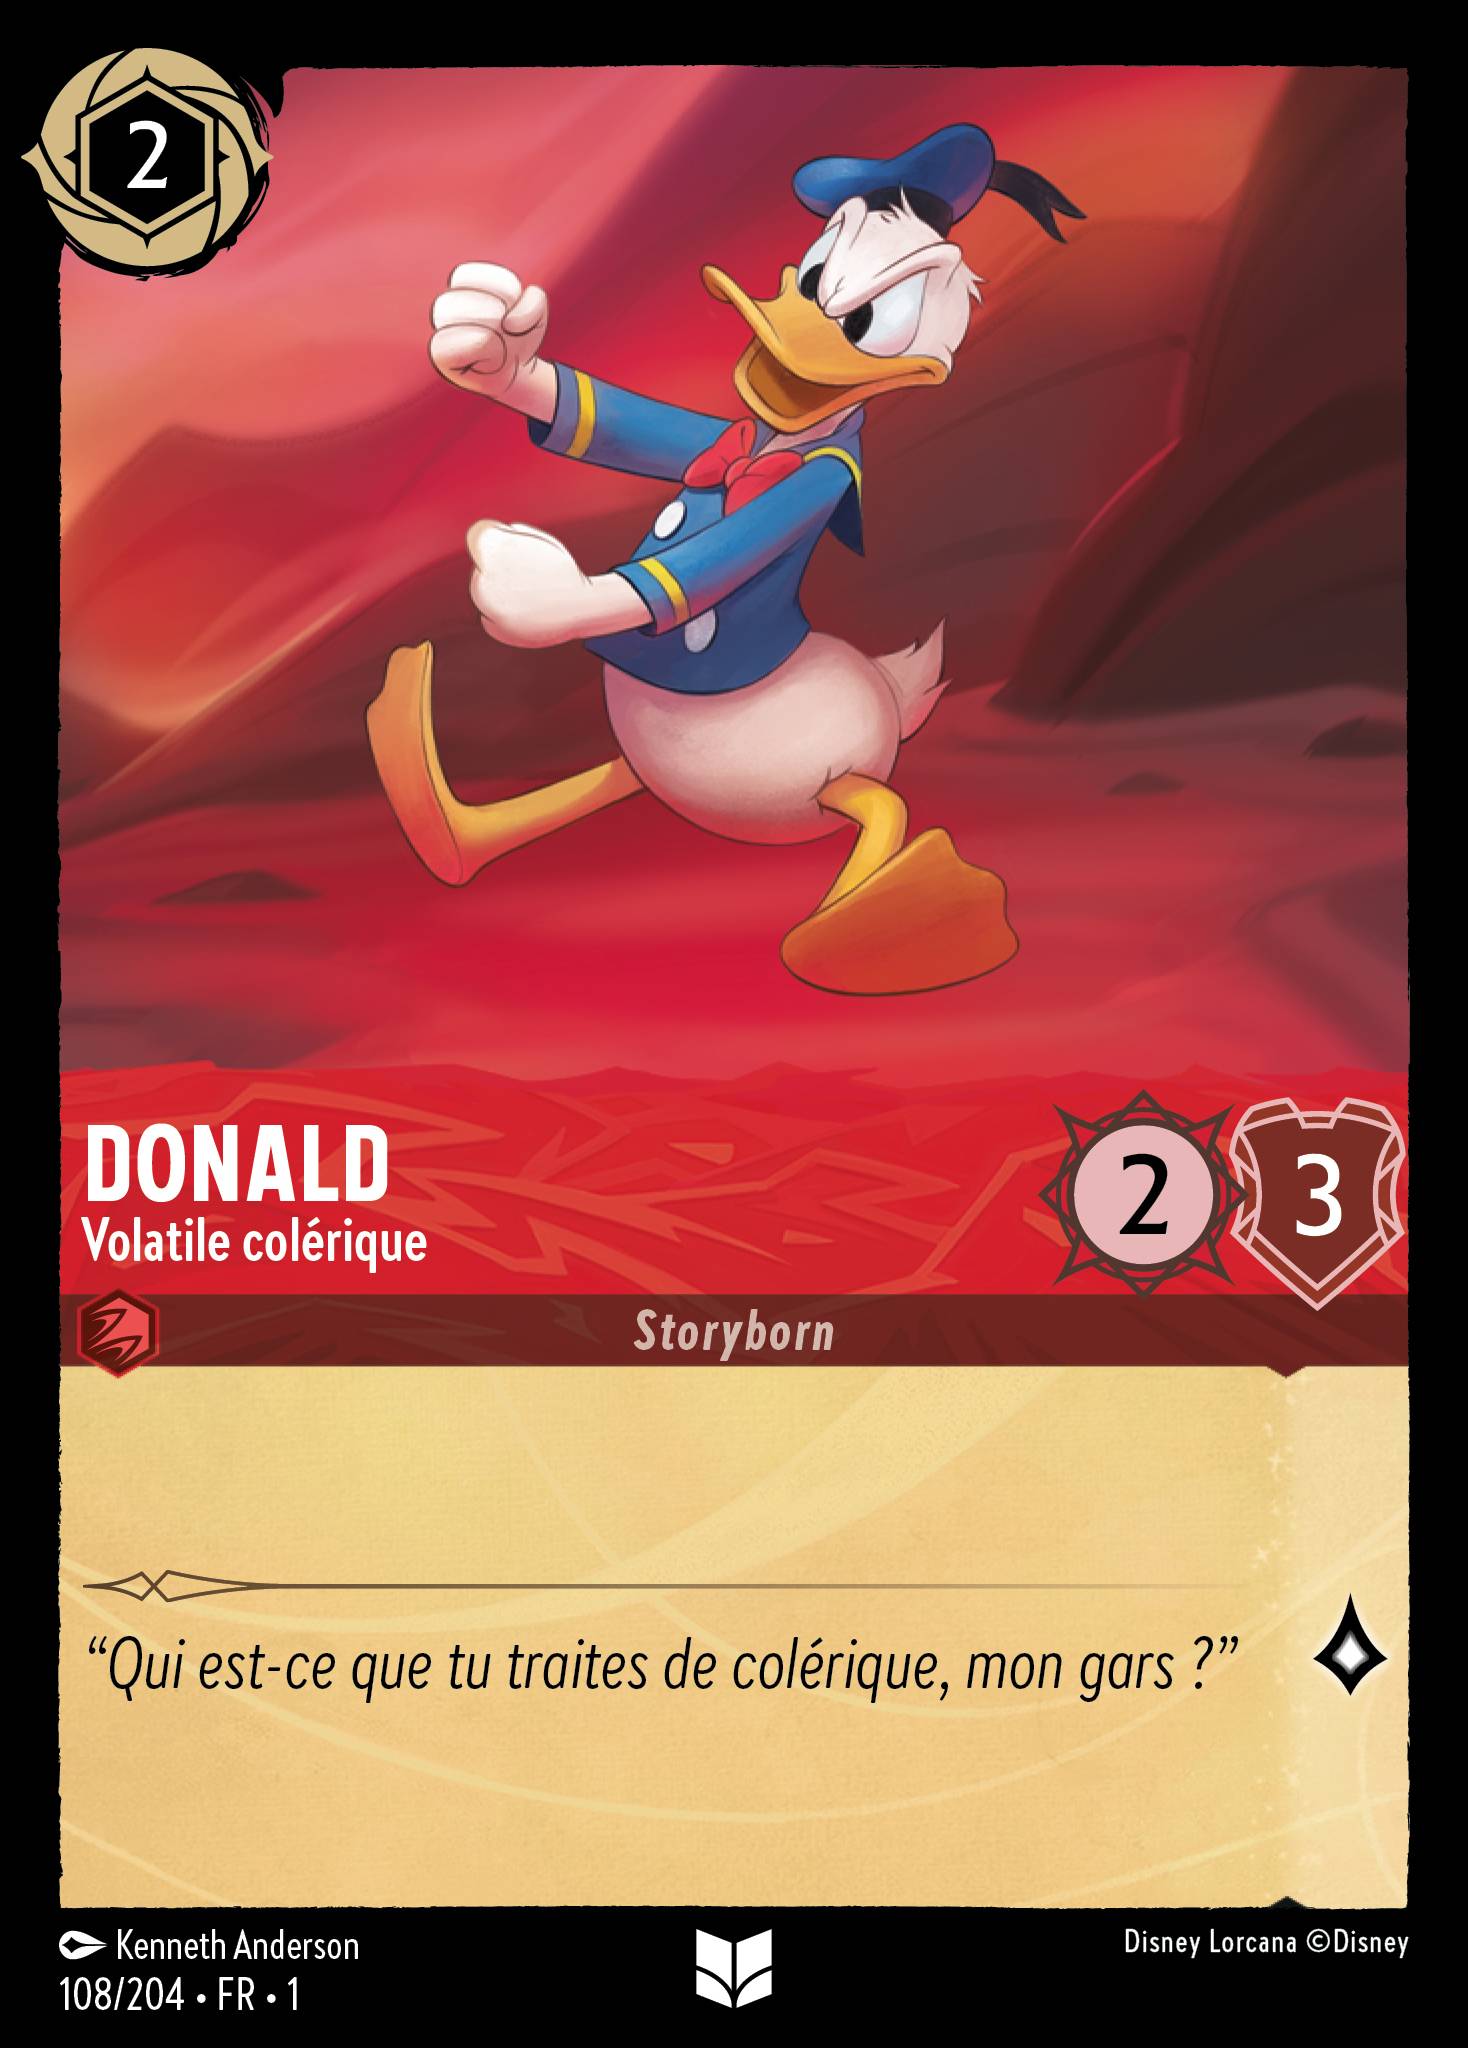 2
DONALD
Volatile colérique
2
3
Storyborn
“Qui est-ce que tu traites de colérique, mon gars ?”
Kenneth Anderson
Disney Lorcana ©Disney
108/204 • FR • 1